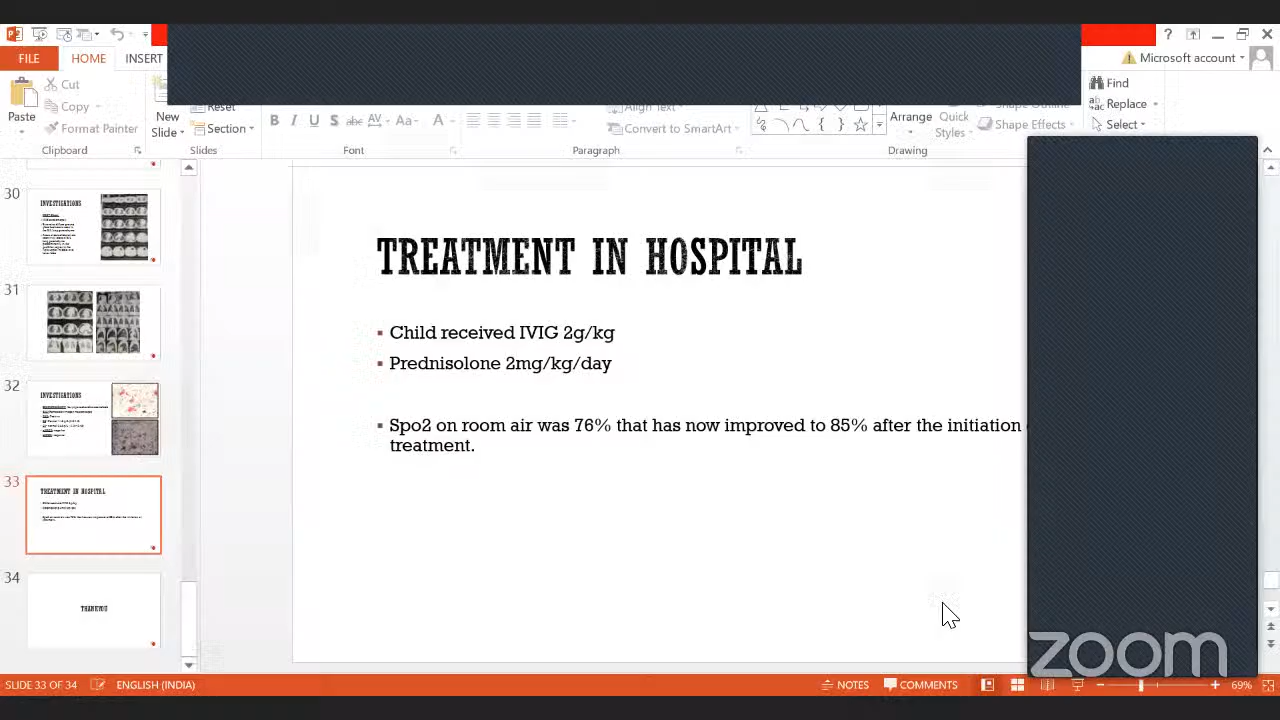 FILE
HOME
INSERT
Microsoft account
Paste
Cut
Copy
Format Painter
Clipboard
New
Slide
Reset
Section
Slides
Font
Align Text
Convert to SmartArt
Paragraph
Arrange
Quick
Styles
Shape Outline
Shape Effects
Drawing
Find
Replace
Select
30
INVESTIGATIONS
31
32
INVESTIGATIONS
33
TREATMENT IN HOSPITAL
34
THANKYOU
TREATMENT IN HOSPITAL
Child received IVIG 2g/kg
Prednisolone 2mg/kg/day
Spo2 on room air was 76% that has now improved to 85% after the initiation
treatment.
zoom
SLIDE 33 OF 34
ENGLISH (INDIA)
NOTES
COMMENTS
69%